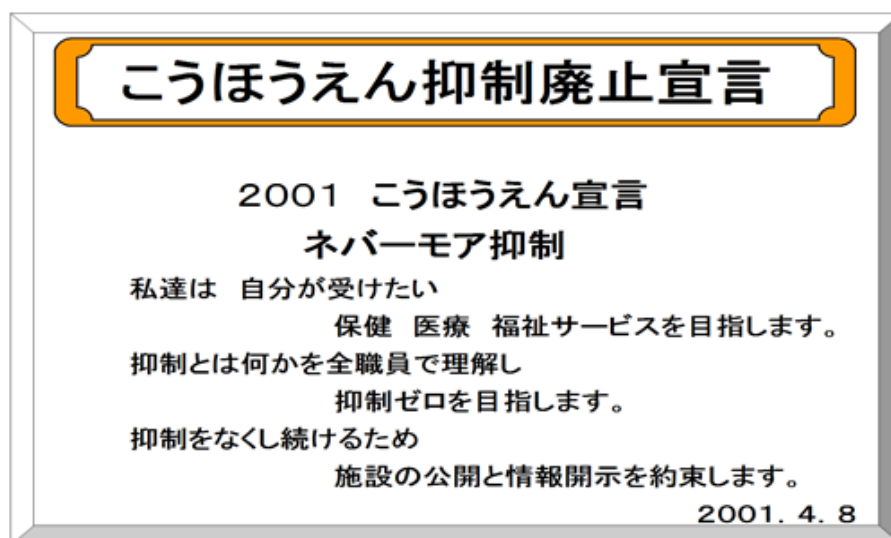 こうほうえん抑制廃止宣言
2001　こうほうえん宣言
ネバーモア抑制
私達は　自分が受けたい
保健　医療　福祉サービスを目指します。
抑制とは何かを全職員で理解し
抑制ゼロを目指します。
抑制をなくし続けるため
施設の公開と情報開示を約束します。
2001．4．8